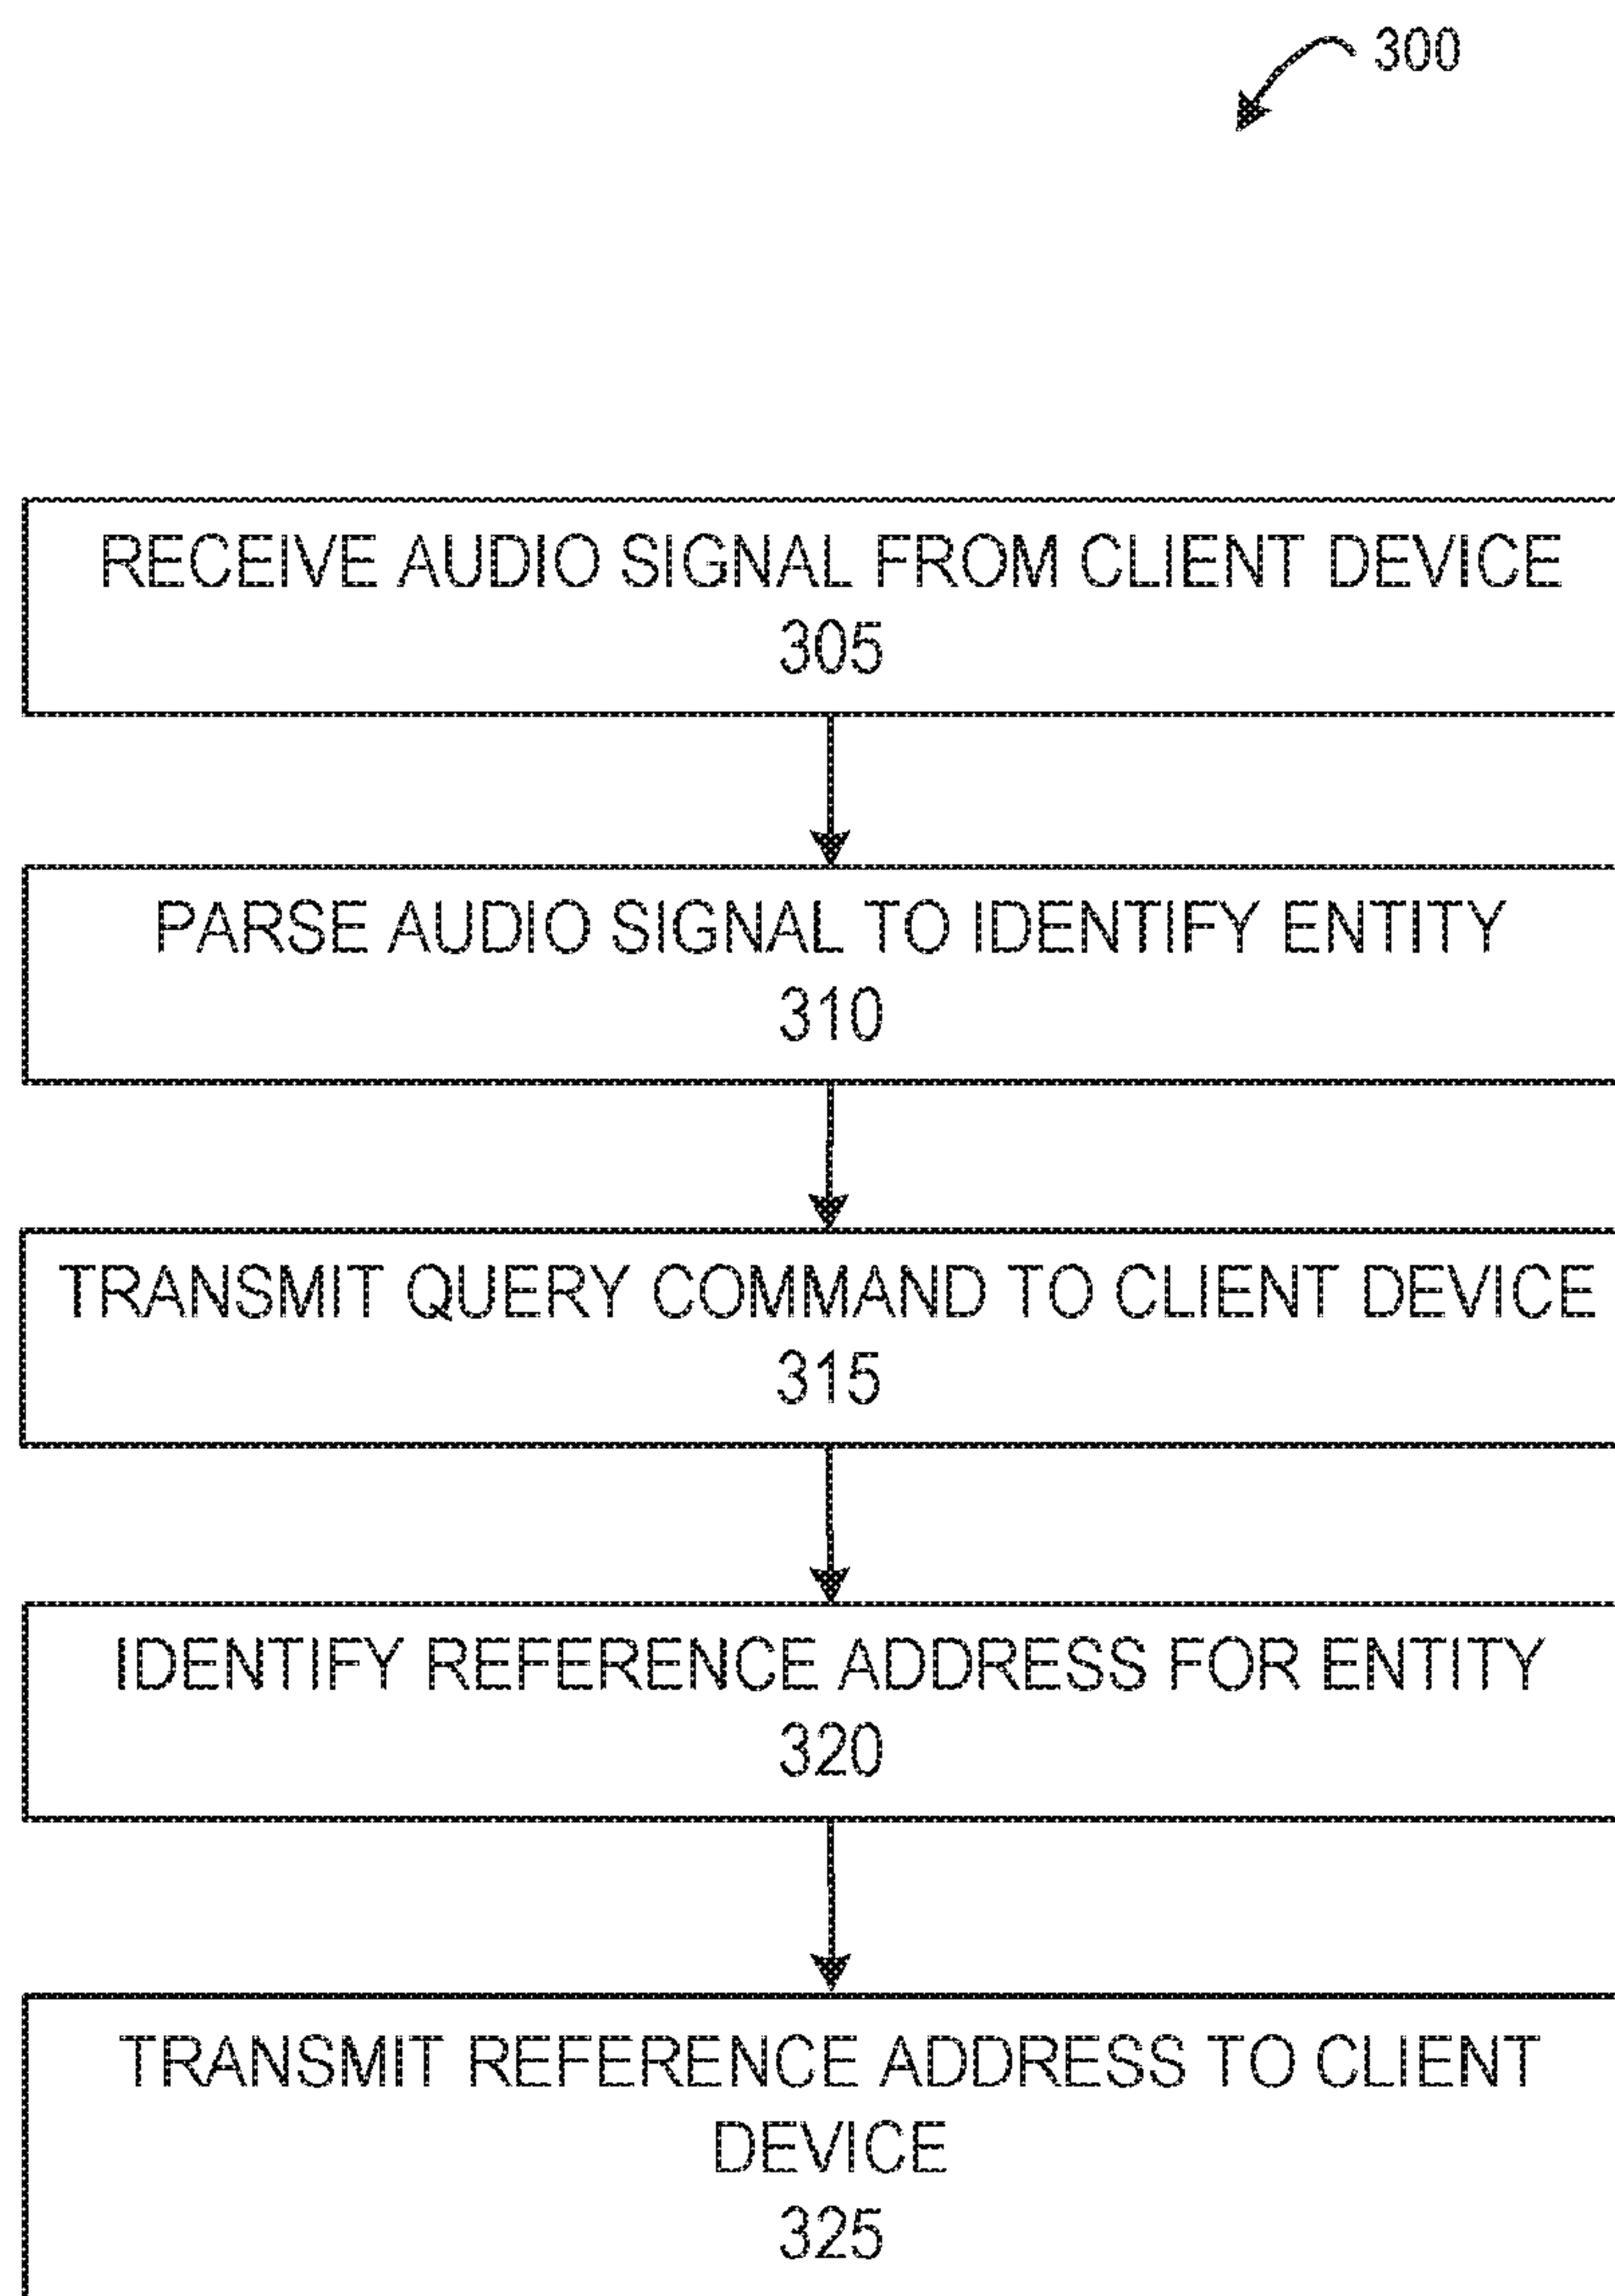 300
RECEIVE AUDIO SIGNAL FROM CLIENT DEVICE
305
PARSE AUDIO SIGNAL TO IDENTIFY ENTITY
310
TRANSMIT QUERY COMMAND TO CLIENT DEVICE
315
IDENTIFY REFERENCE ADDRESS FOR ENTITY
320
TRANSMIT REFERENCE ADDRESS TO CLIENT
DEVICE
325